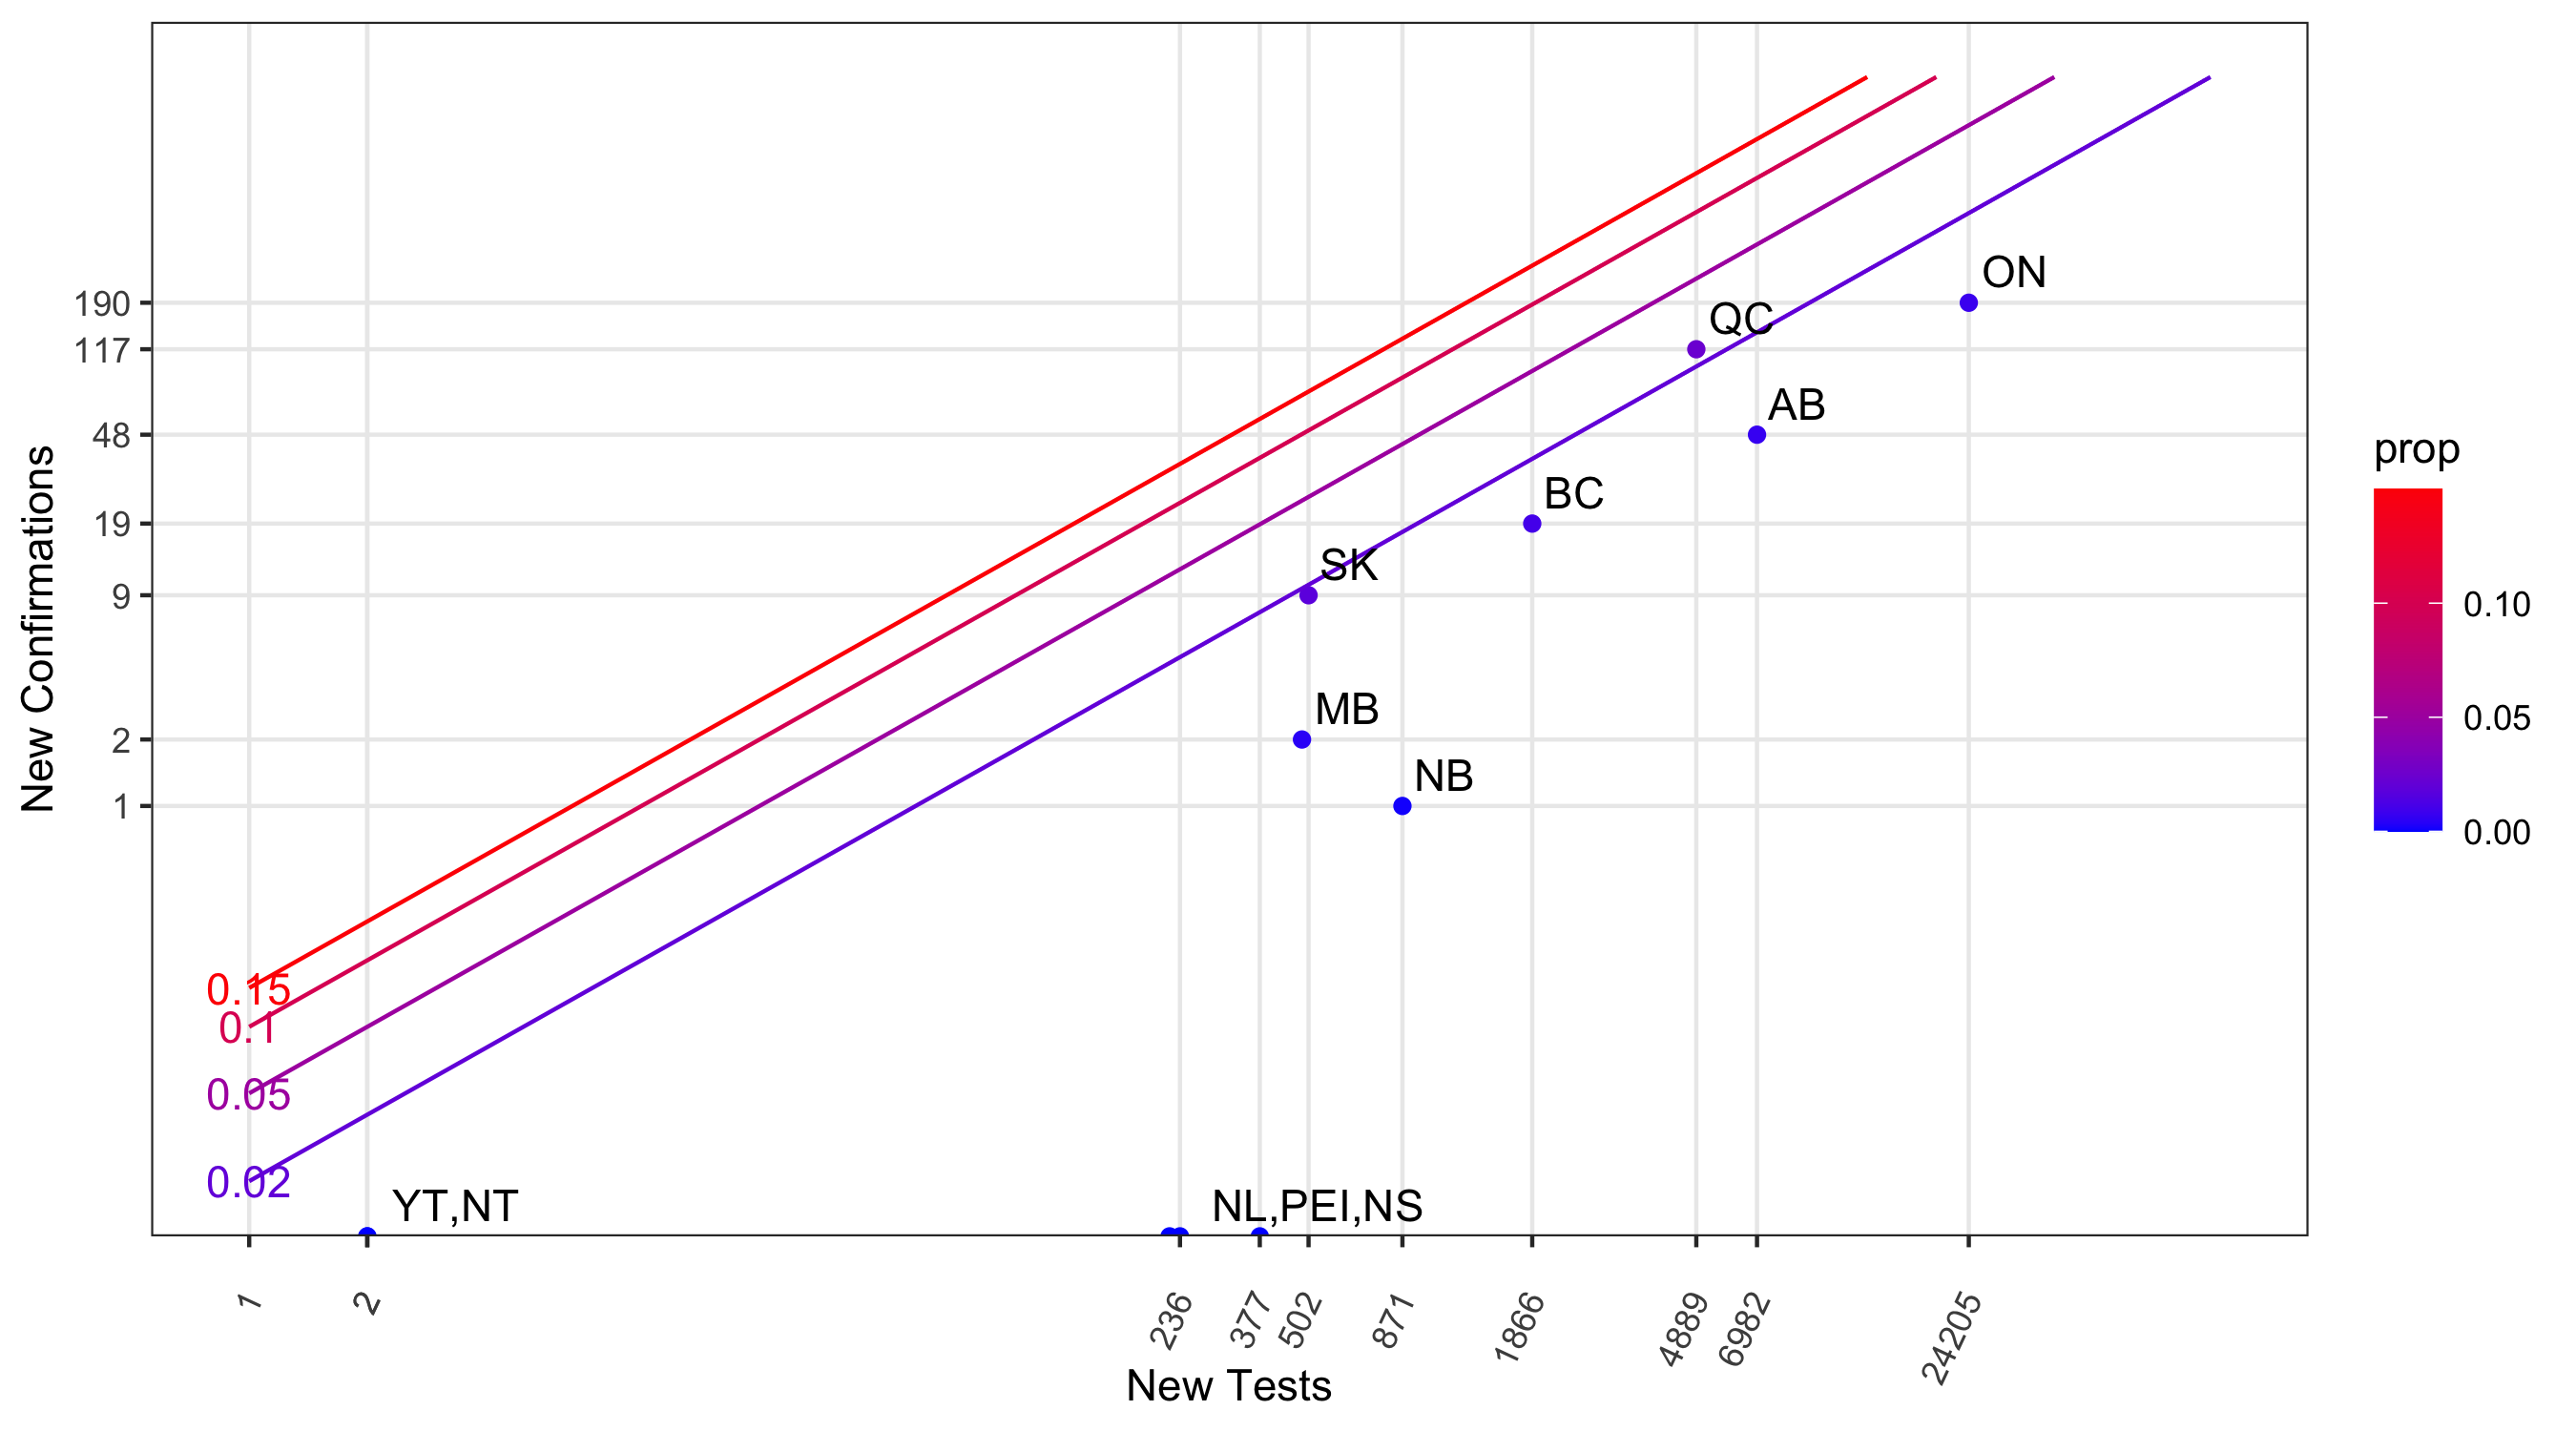 New Confirmations
190
117
48
19
9
2
1
ON
QC
AB
BC
SK
MB
NB
0.15
0.1
0.05
0.02
YT,NT
NL,PEI,NS
1
2
236
377
502
871
1866
4889
6982
24205
New Tests
prop
0.10
0.05
0.00